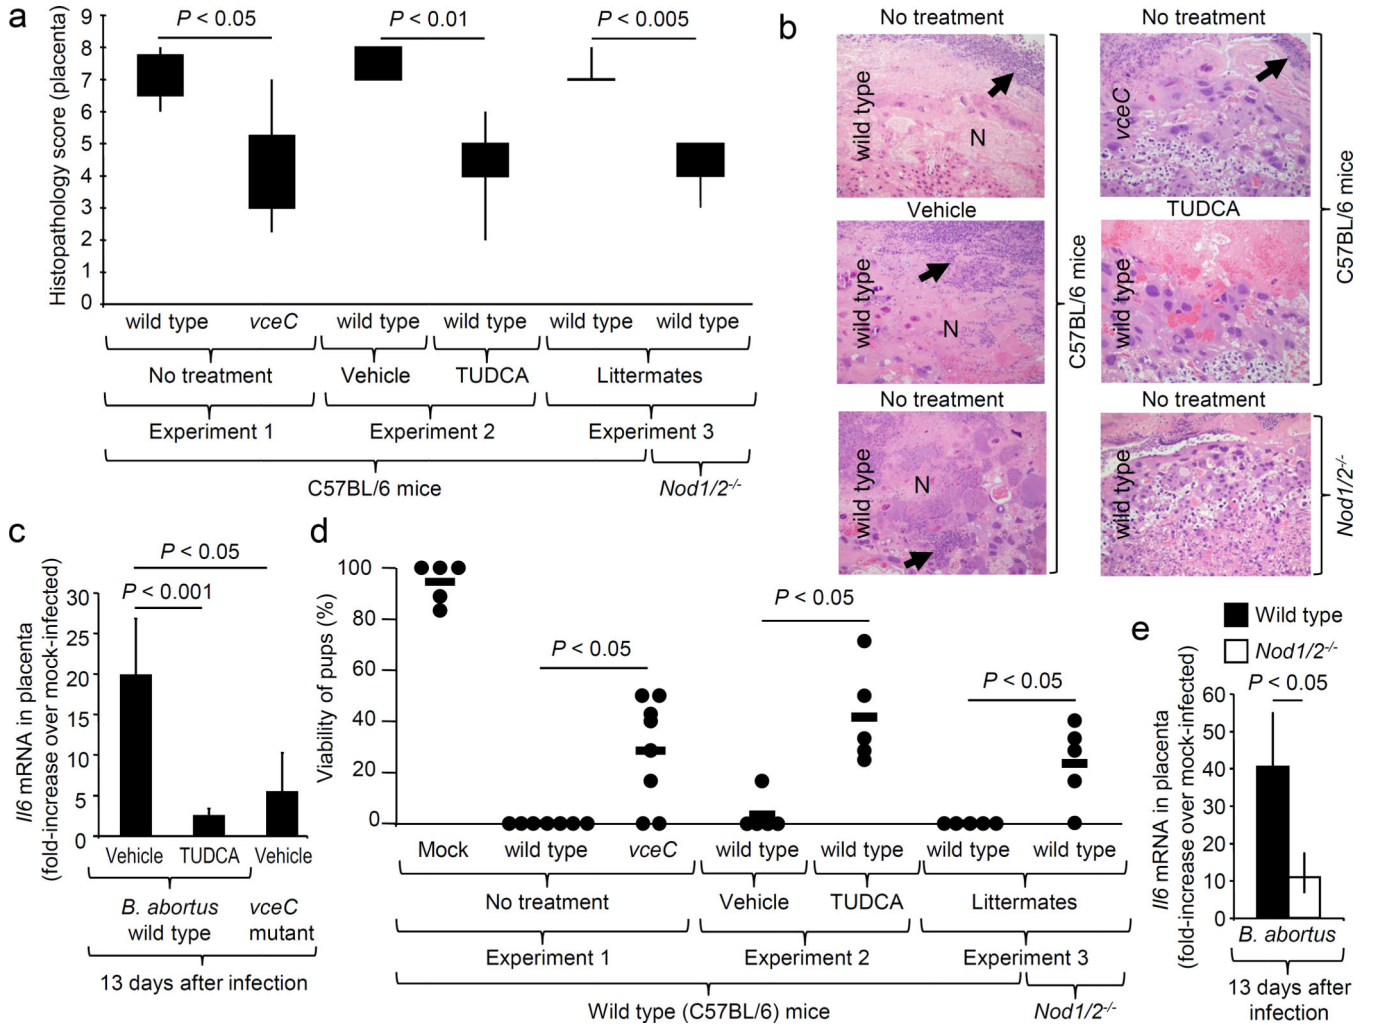 a
Histopathology score (placenta)
9
8
7
6
5
4
3
2
1
0
P < 0.05
P < 0.01
P < 0.005
wild type
vceC
wild type
wild type
wild type
wild type
No treatment
Vehicle
TUDCA
Littermates
Experiment 1
Experiment 2
Experiment 3
C57BL/6 mice
Nod1/2-/-
b
No treatment
No treatment
wild type
N
vceC
Vehicle
TUDCA
wild type
N
wild type
No treatment
No treatment
wild type
N
wild type
C57BL/6 mice
C57BL/6 mice
Nod1/2-/-
c
Il6 mRNA in placenta
(fold-increase over mock-infected)
30
25
20
15
10
5
0
P < 0.05
P < 0.001
Vehicle
TUDCA
Vehicle
B. abortus
wild type
vceC
mutant
13 days after infection
d
Viability of pups (%)
100
80
60
40
20
0
P < 0.05
P < 0.05
P < 0.05
Mock
wild type
vceC
wild type
wild type
wild type
wild type
No treatment
Vehicle
TUDCA
Littermates
Experiment 1
Experiment 2
Experiment 3
Wild type (C57BL/6) mice
Nod1/2-/-
e
Wild type
Nod1/2-/-
Il6 mRNA in placenta
(fold-increase over mock-infected)
60
50
40
30
20
10
0
P < 0.05
B. abortus
13 days after
infection